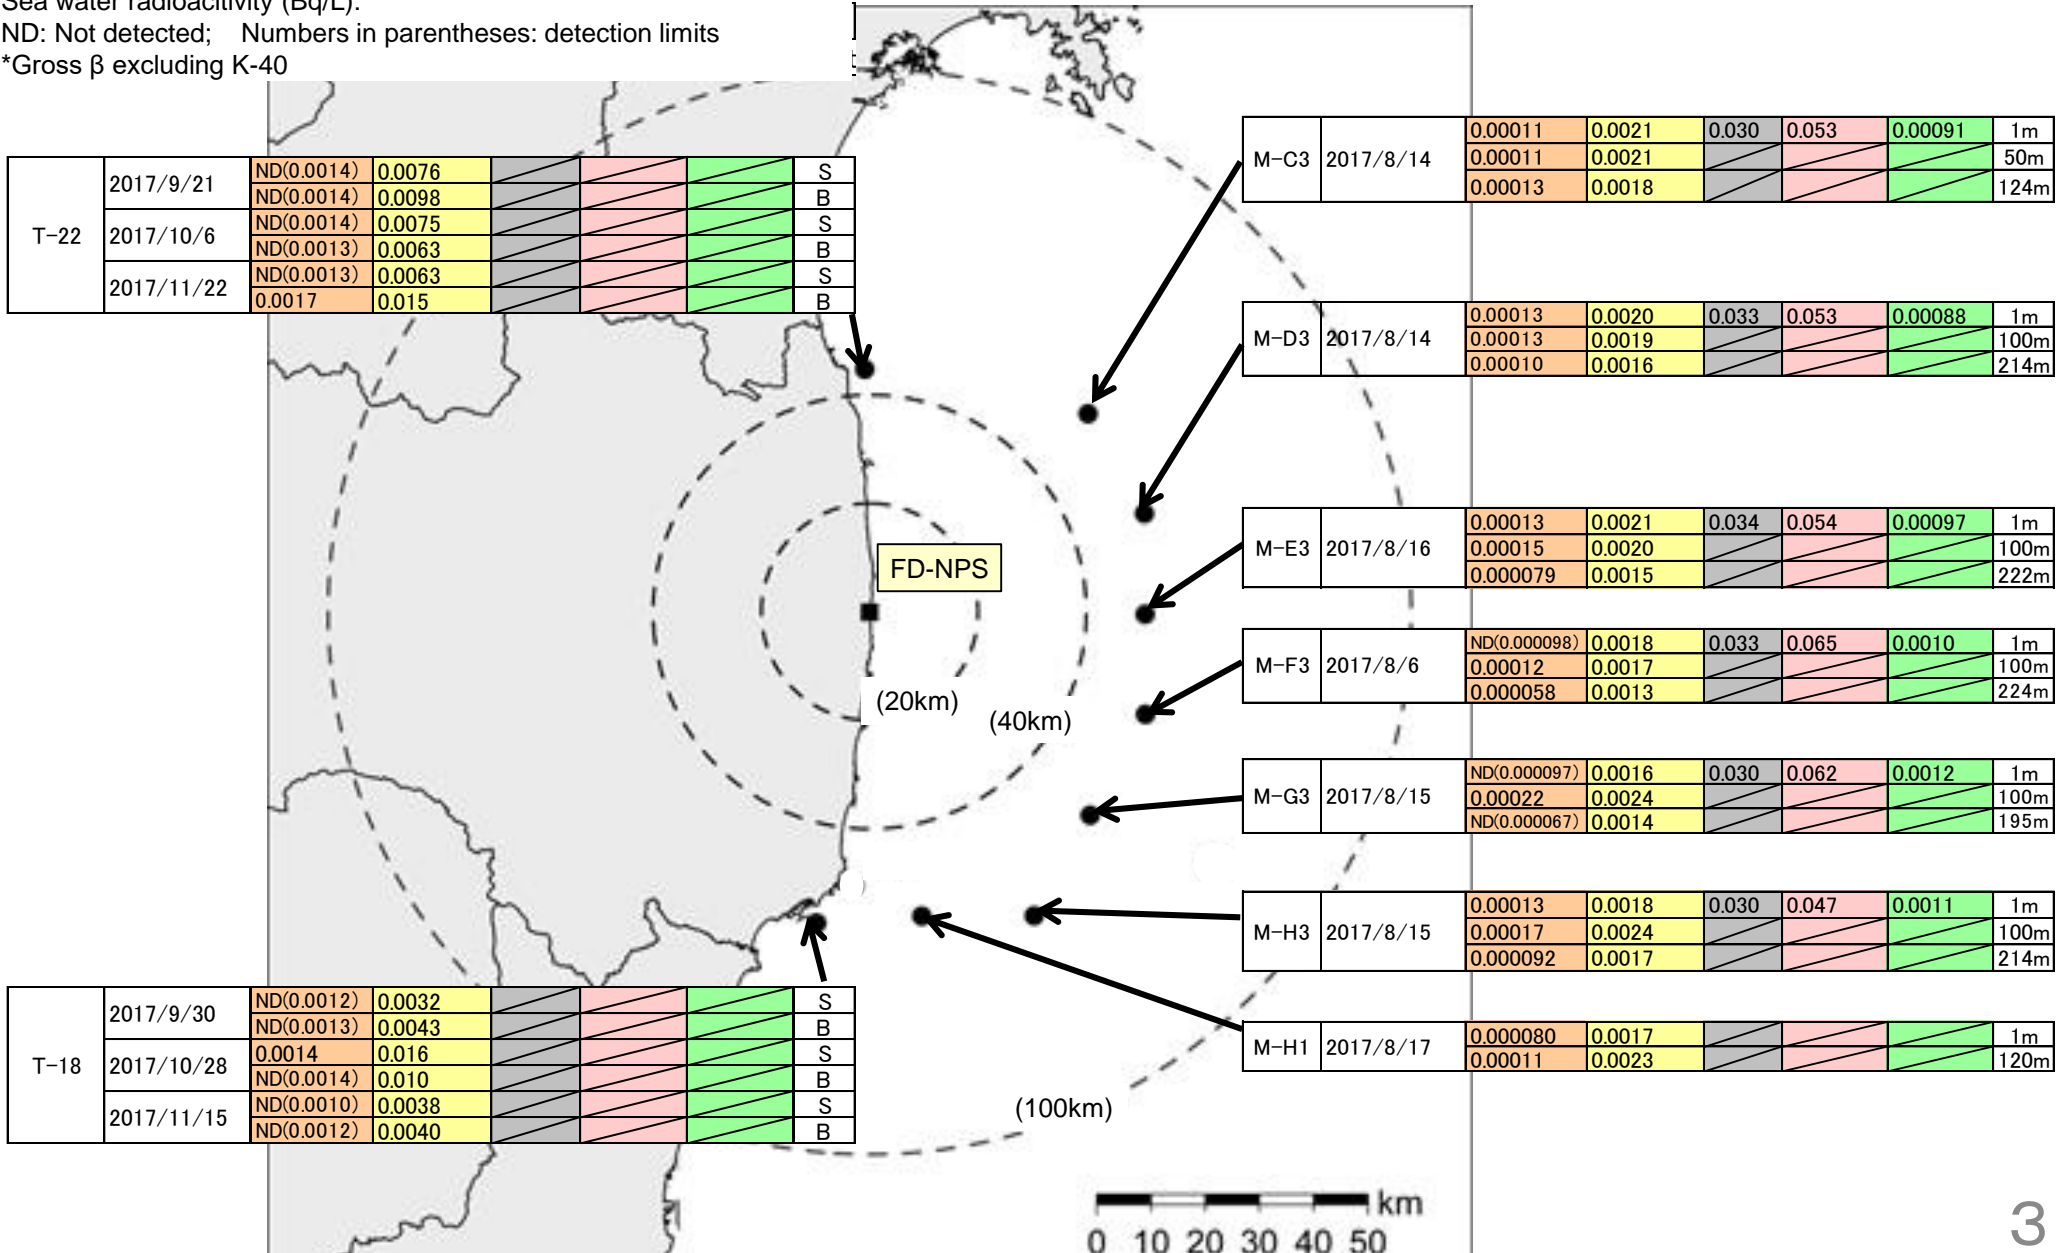 Sea water radioacitivity (Bq/L).
ND: Not detected; Numbers in parentheses: detection limits
*Gross β excluding K-40
T-22
2017/9/21
ND(0.0014) 0.0076 S
ND(0.0014) 0.0098 B
2017/10/6
ND(0.0014) 0.0075 S
ND(0.0013) 0.0063 B
2017/11/22
ND(0.0013) 0.0063 S
0.0017 0.015 B
M-C3 2017/8/14
0.00011 0.0021 0.030 0.053 0.00091 1m
0.00011 0.0021 50m
0.00013 0.0018 124m
M-D3 2017/8/14
0.00013 0.0020 0.033 0.053 0.00088 1m
0.00013 0.0019 100m
0.00010 0.0016 214m
M-E3 2017/8/16
0.00013 0.0021 0.034 0.054 0.00097 1m
0.00015 0.0020 100m
0.000079 0.0015 222m
FD-NPS
M-F3 2017/8/6
ND(0.000098) 0.0018 0.033 0.065 0.0010 1m
0.00012 0.0017 100m
0.000058 0.0013 224m
(20km)
(40km)
M-G3 2017/8/15
ND(0.000097) 0.0016 0.030 0.062 0.0012 1m
0.00022 0.0024 100m
ND(0.000067) 0.0014 195m
M-H3 2017/8/15
0.00013 0.0018 0.030 0.047 0.0011 1m
0.00017 0.0024 100m
0.000092 0.0017 214m
T-18
2017/9/30
ND(0.0012) 0.0032 S
ND(0.0013) 0.0043 B
2017/10/28
0.0014 0.016 S
ND(0.0014) 0.010 B
2017/11/15
ND(0.0010) 0.0038 S
ND(0.0012) 0.0040 B
M-H1 2017/8/17
0.000080 0.0017 1m
0.00011 0.0023 120m
(100km)
km
0 10 20 30 40 50
3